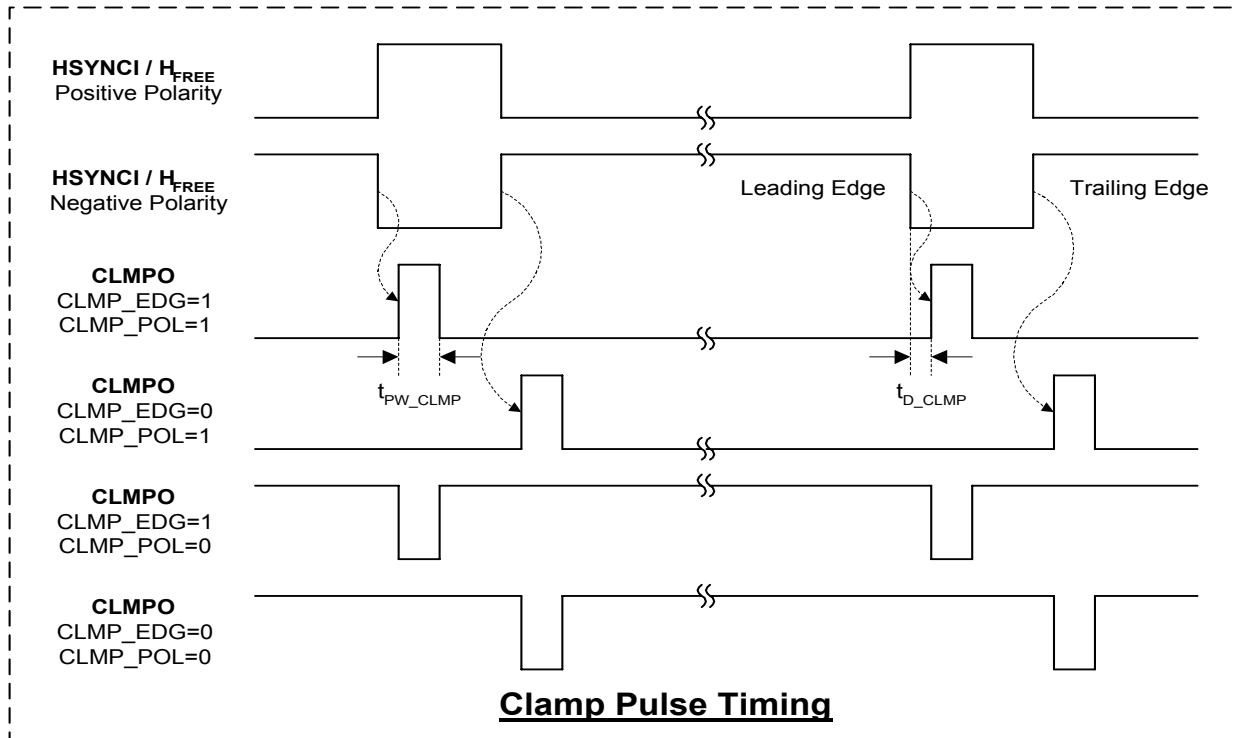 HSYNCI / HFREE
Positive Polarity
HSYNCI / HFREE
Negative Polarity
Leading Edge
Trailing Edge
CLMPO
CLMP_EDG=1
CLMP_POL=1
tPW_CLMP
tD_CLMP
CLMPO
CLMP_EDG=0
CLMP_POL=1
CLMPO
CLMP_EDG=1
CLMP_POL=0
CLMPO
CLMP_EDG=0
CLMP_POL=0
Clamp Pulse Timing